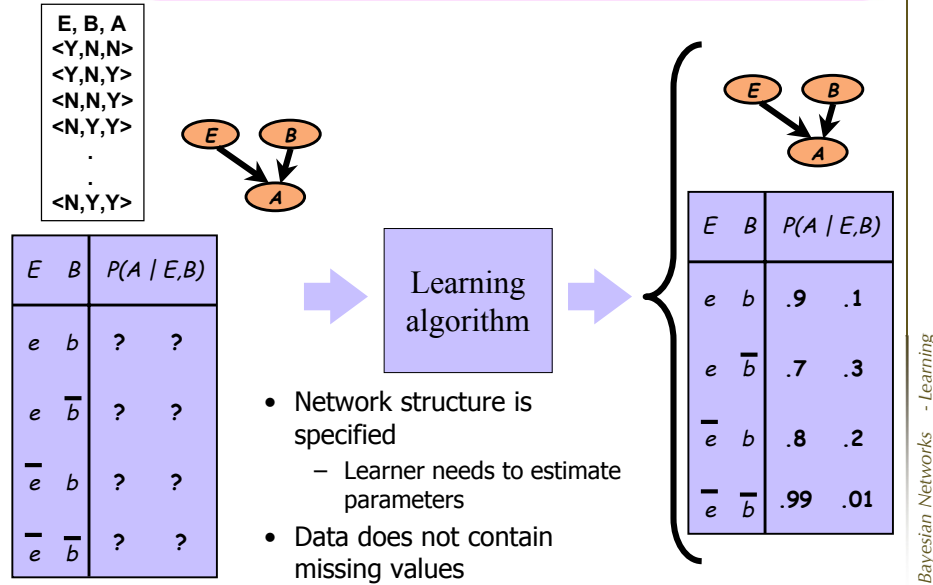 E, B, A
<Y,N,N>
<Y,N,Y>
<N,N,Y>
<N,Y,Y>
.
.
<N,Y,Y>
E B
A
E B P(A | E,B)
e b ? ?
e b̅ ? ?
e̅ b ? ?
e̅ b̅ ? ?
Learning
algorithm
• Network structure is
specified
– Learner needs to estimate
parameters
• Data does not contain
missing values
E B
A
E B P(A | E,B)
e b .9 .1
e b̅ .7 .3
e̅ b .8 .2
e̅ b̅ .99 .01
Bayesian Networks - Learning